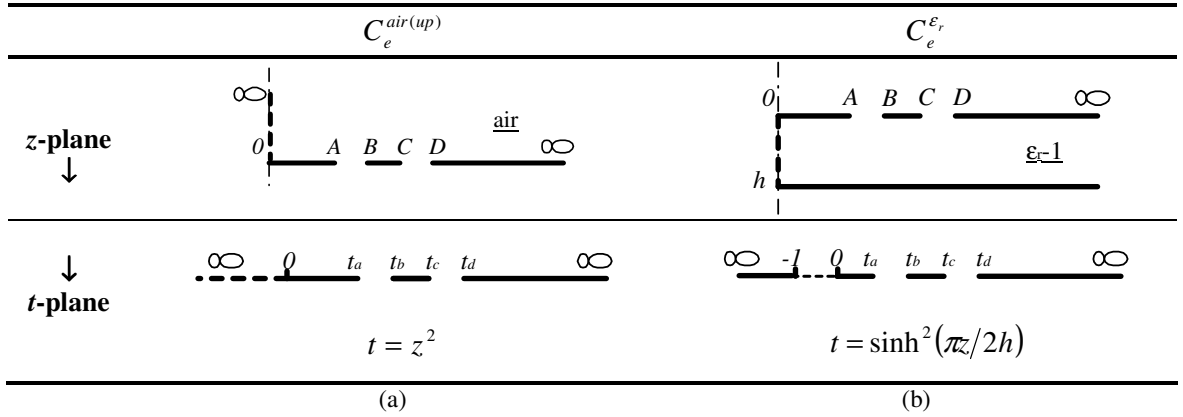 C_e^{air(up)} C_e^{ε_r}
∞ 0 A B C D ∞
z-plane 0 A B C D air ∞ ε_r-1
↓ h
↓ ∞ 0 t_a t_b t_c t_d ∞ ∞ -1 0 t_a t_b t_c t_d ∞
t-plane
t = z^2 t = sinh^2(πz/2h)
(a) (b)